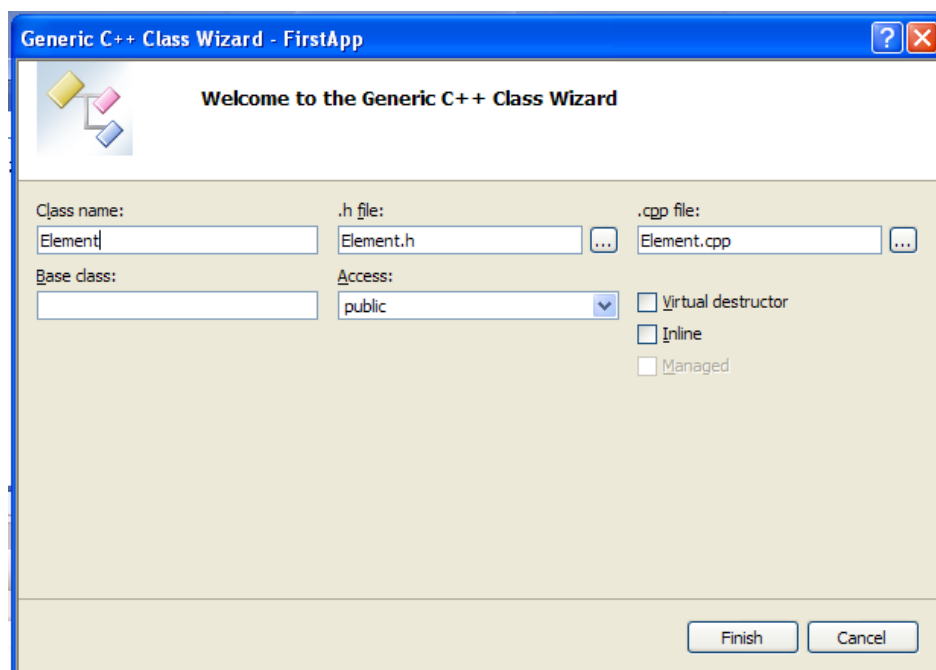 Generic C++ Class Wizard - FirstApp
Welcome to the Generic C++ Class Wizard
Class name: .h file: .cpp file:
Element Element.h ... Element.cpp ...
Base class: Access:
public Virtual destructor
Inline
Managed
Finish Cancel